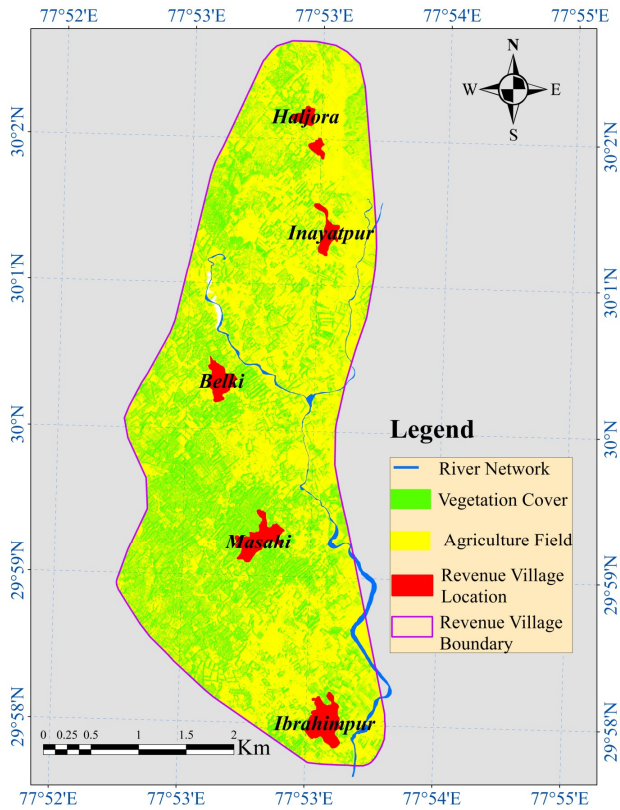 77°52'E 77°53'E 77°53'E 77°54'E 77°55'E
N
W E
S
30°2'N
30°2'N
Haljora
Inayatpur
30°1'N
30°1'N
Belki
30°N
30°N
Legend
River Network
Vegetation Cover
Agriculture Field
Revenue Village
Location
Revenue Village
Boundary
Masahi
29°59'N
29°59'N
Ibrahimpur
29°58'N
29°58'N
0 0.25 0.5 1 1.5 2
Km
77°52'E 77°53'E 77°53'E 77°54'E 77°55'E